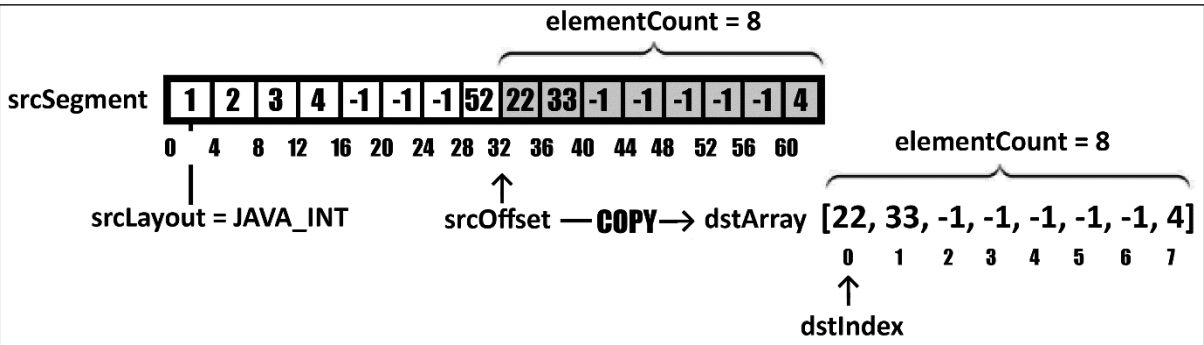 elementCount = 8
srcSegment 1 2 3 4 -1 -1 -1 52 22 33 -1 -1 -1 -1 -1 4
0 4 8 12 16 20 24 28 32 36 40 44 48 52 56 60
elementCount = 8
srcLayout = JAVA_INT srcOffset COPY dstArray [22, 33, -1, -1, -1, -1, -1, 4]
0 1 2 3 4 5 6 7
dstIndex